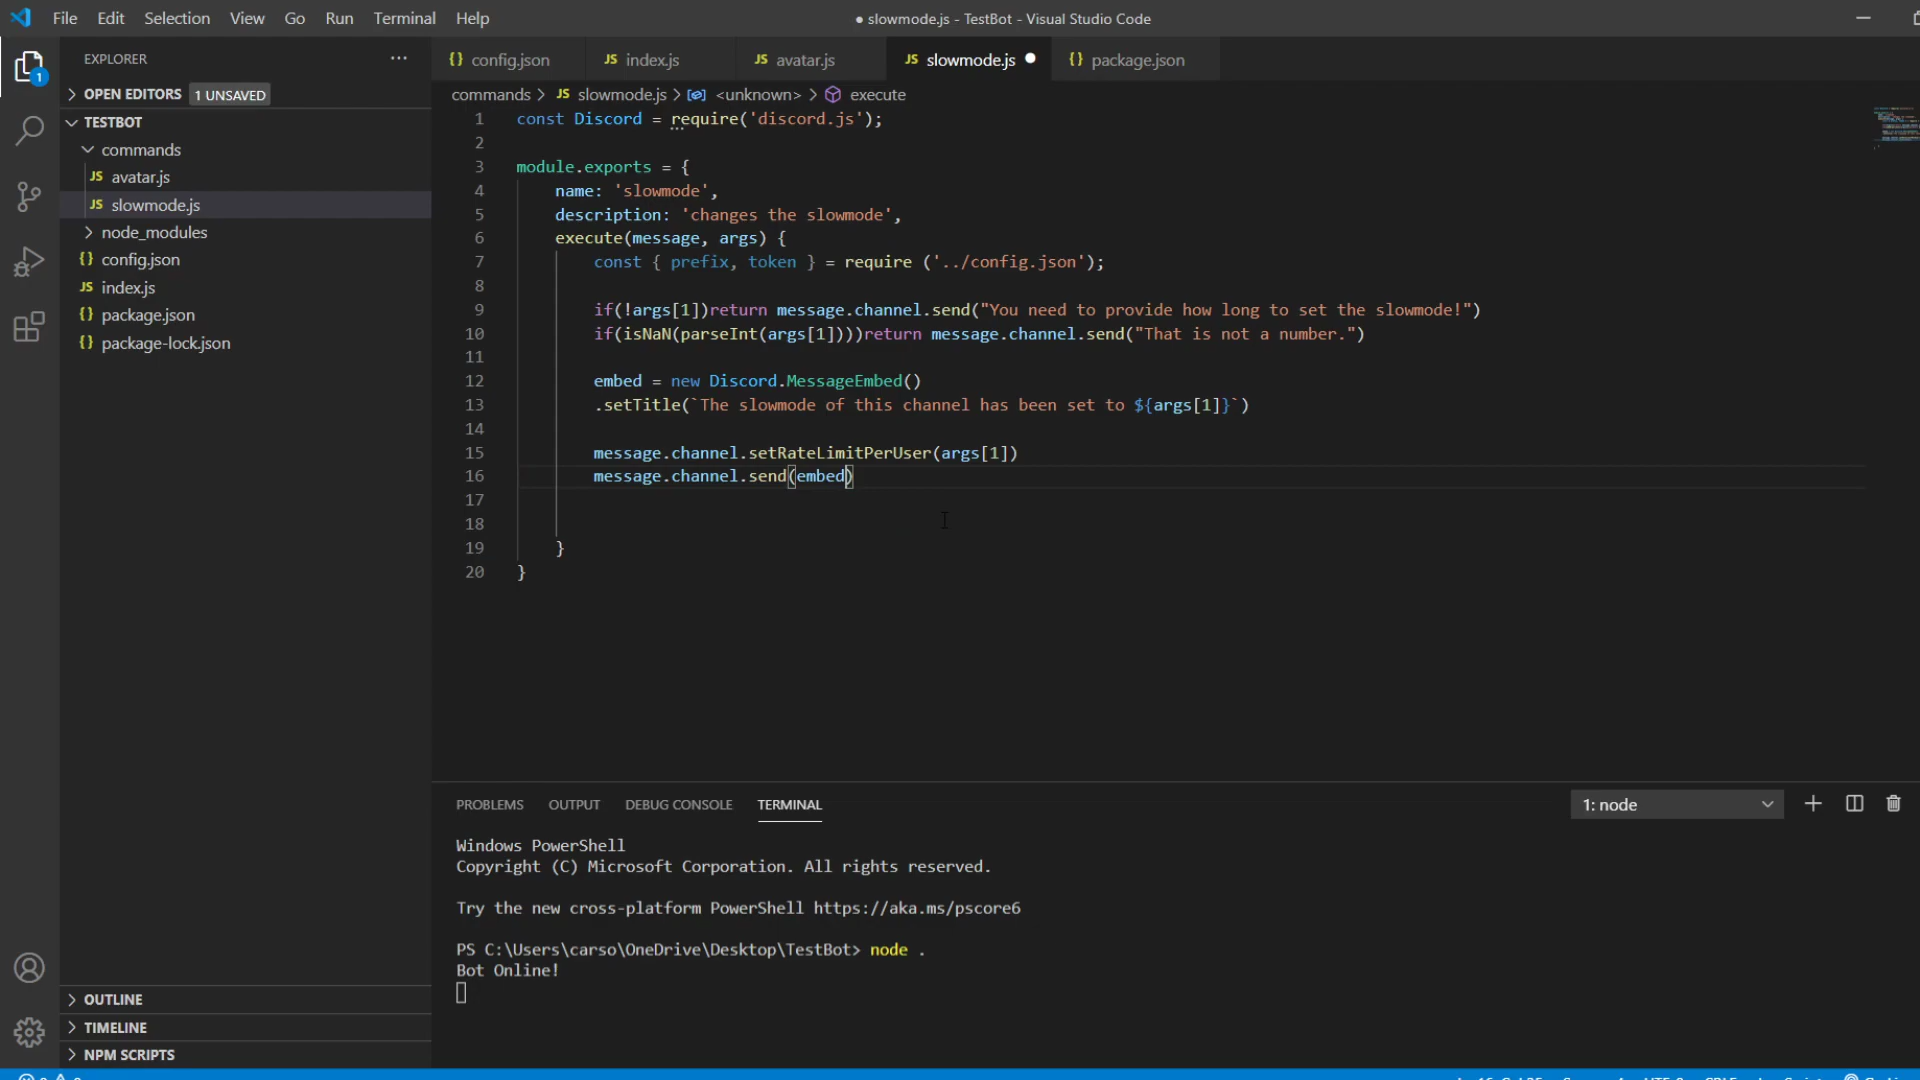 File Edit Selection View Go Run Terminal Help
● slowmode.js - TestBot - Visual Studio Code
EXPLORER ···
1
OPEN EDITORS 1 UNSAVED
TESTBOT
commands
JS avatar.js
JS slowmode.js
node_modules
{} config.json
JS index.js
{} package.json
{} package-lock.json
OUTLINE
TIMELINE
NPM SCRIPTS
{} config.json JS index.js JS avatar.js JS slowmode.js ● {} package.json
commands > JS slowmode.js > <unknown> > execute
1 const Discord = require('discord.js');
2
3 module.exports = {
4 name: 'slowmode',
5 description: 'changes the slowmode',
6 execute(message, args) {
7 const { prefix, token } = require ('../config.json');
8
9 if(!args[1])return message.channel.send("You need to provide how long to set the slowmode!")
10 if(isNaN(parseInt(args[1])))return message.channel.send("That is not a number.")
11
12 embed = new Discord.MessageEmbed()
13 .setTitle(`The slowmode of this channel has been set to ${args[1]}`)
14
15 message.channel.setRateLimitPerUser(args[1])
16 message.channel.send(embed)
17
18
19 }
20 }
PROBLEMS OUTPUT DEBUG CONSOLE TERMINAL 1: node
Windows PowerShell
Copyright (C) Microsoft Corporation. All rights reserved.
Try the new cross-platform PowerShell https://aka.ms/pscore6
PS C:\Users\carso\OneDrive\Desktop\TestBot> node .
Bot Online!